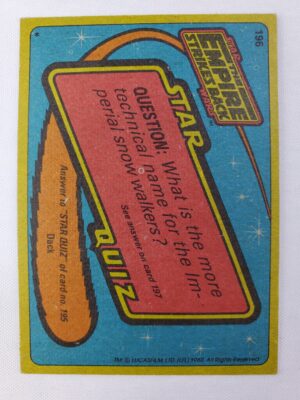 196
STAR
WARS
THE
EMPIRE
STRIKES BACK
STAR
QUESTION: What is the more
technical name for the Im-
perial snow walkers?
See answer on card 197
QUIZ
Answer to "STAR QUIZ" of card no. 195
Dack
*
TM: © LUCASFILM LTD. (LFL) 1980. All Rights Reserved.